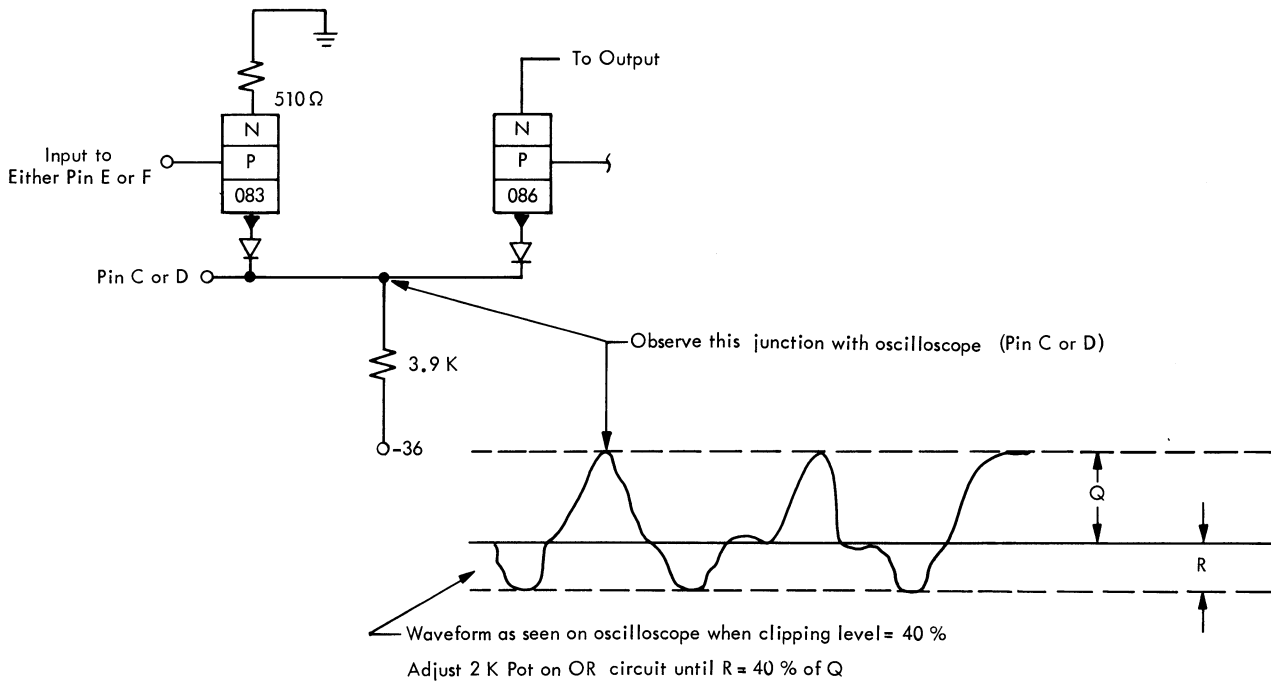 To Output
510 Ω
N
P
083
N
P
086
Input to
Either Pin E or F
Pin C or D
Observe this junction with oscilloscope (Pin C or D)
3.9 K
-36
Q
R
Waveform as seen on oscilloscope when clipping level = 40 %
Adjust 2 K Pot on OR circuit until R = 40 % of Q